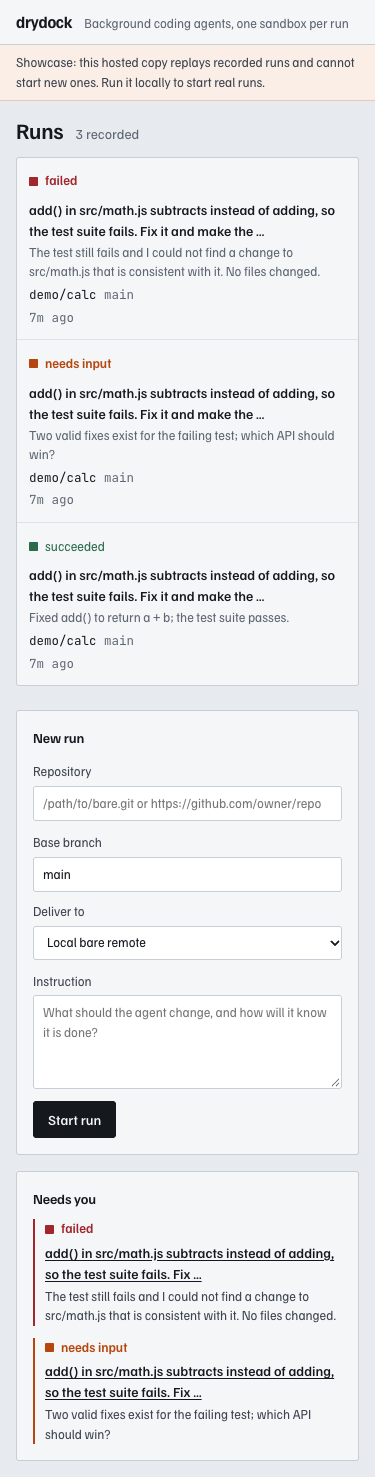 drydock Background coding agents, one sandbox per run
Showcase: this hosted copy replays recorded runs and cannot
start new ones. Run it locally to start real runs.
Runs 3 recorded
failed
add() in src/math.js subtracts instead of adding, so
the test suite fails. Fix it and make the ...
The test still fails and I could not find a change to
src/math.js that is consistent with it. No files changed.
demo/calc main
7m ago
needs input
add() in src/math.js subtracts instead of adding, so
the test suite fails. Fix it and make the ...
Two valid fixes exist for the failing test; which API should
win?
demo/calc main
7m ago
succeeded
add() in src/math.js subtracts instead of adding, so
the test suite fails. Fix it and make the ...
Fixed add() to return a + b; the test suite passes.
demo/calc main
7m ago
New run
Repository
/path/to/bare.git or https://github.com/owner/repo
Base branch
main
Deliver to
Local bare remote
Instruction
What should the agent change, and how will it know
it is done?
Start run
Needs you
failed
add() in src/math.js subtracts instead of adding,
so the test suite fails. Fix ...
The test still fails and I could not find a change to
src/math.js that is consistent with it. No files changed.
needs input
add() in src/math.js subtracts instead of adding,
so the test suite fails. Fix ...
Two valid fixes exist for the failing test; which API
should win?